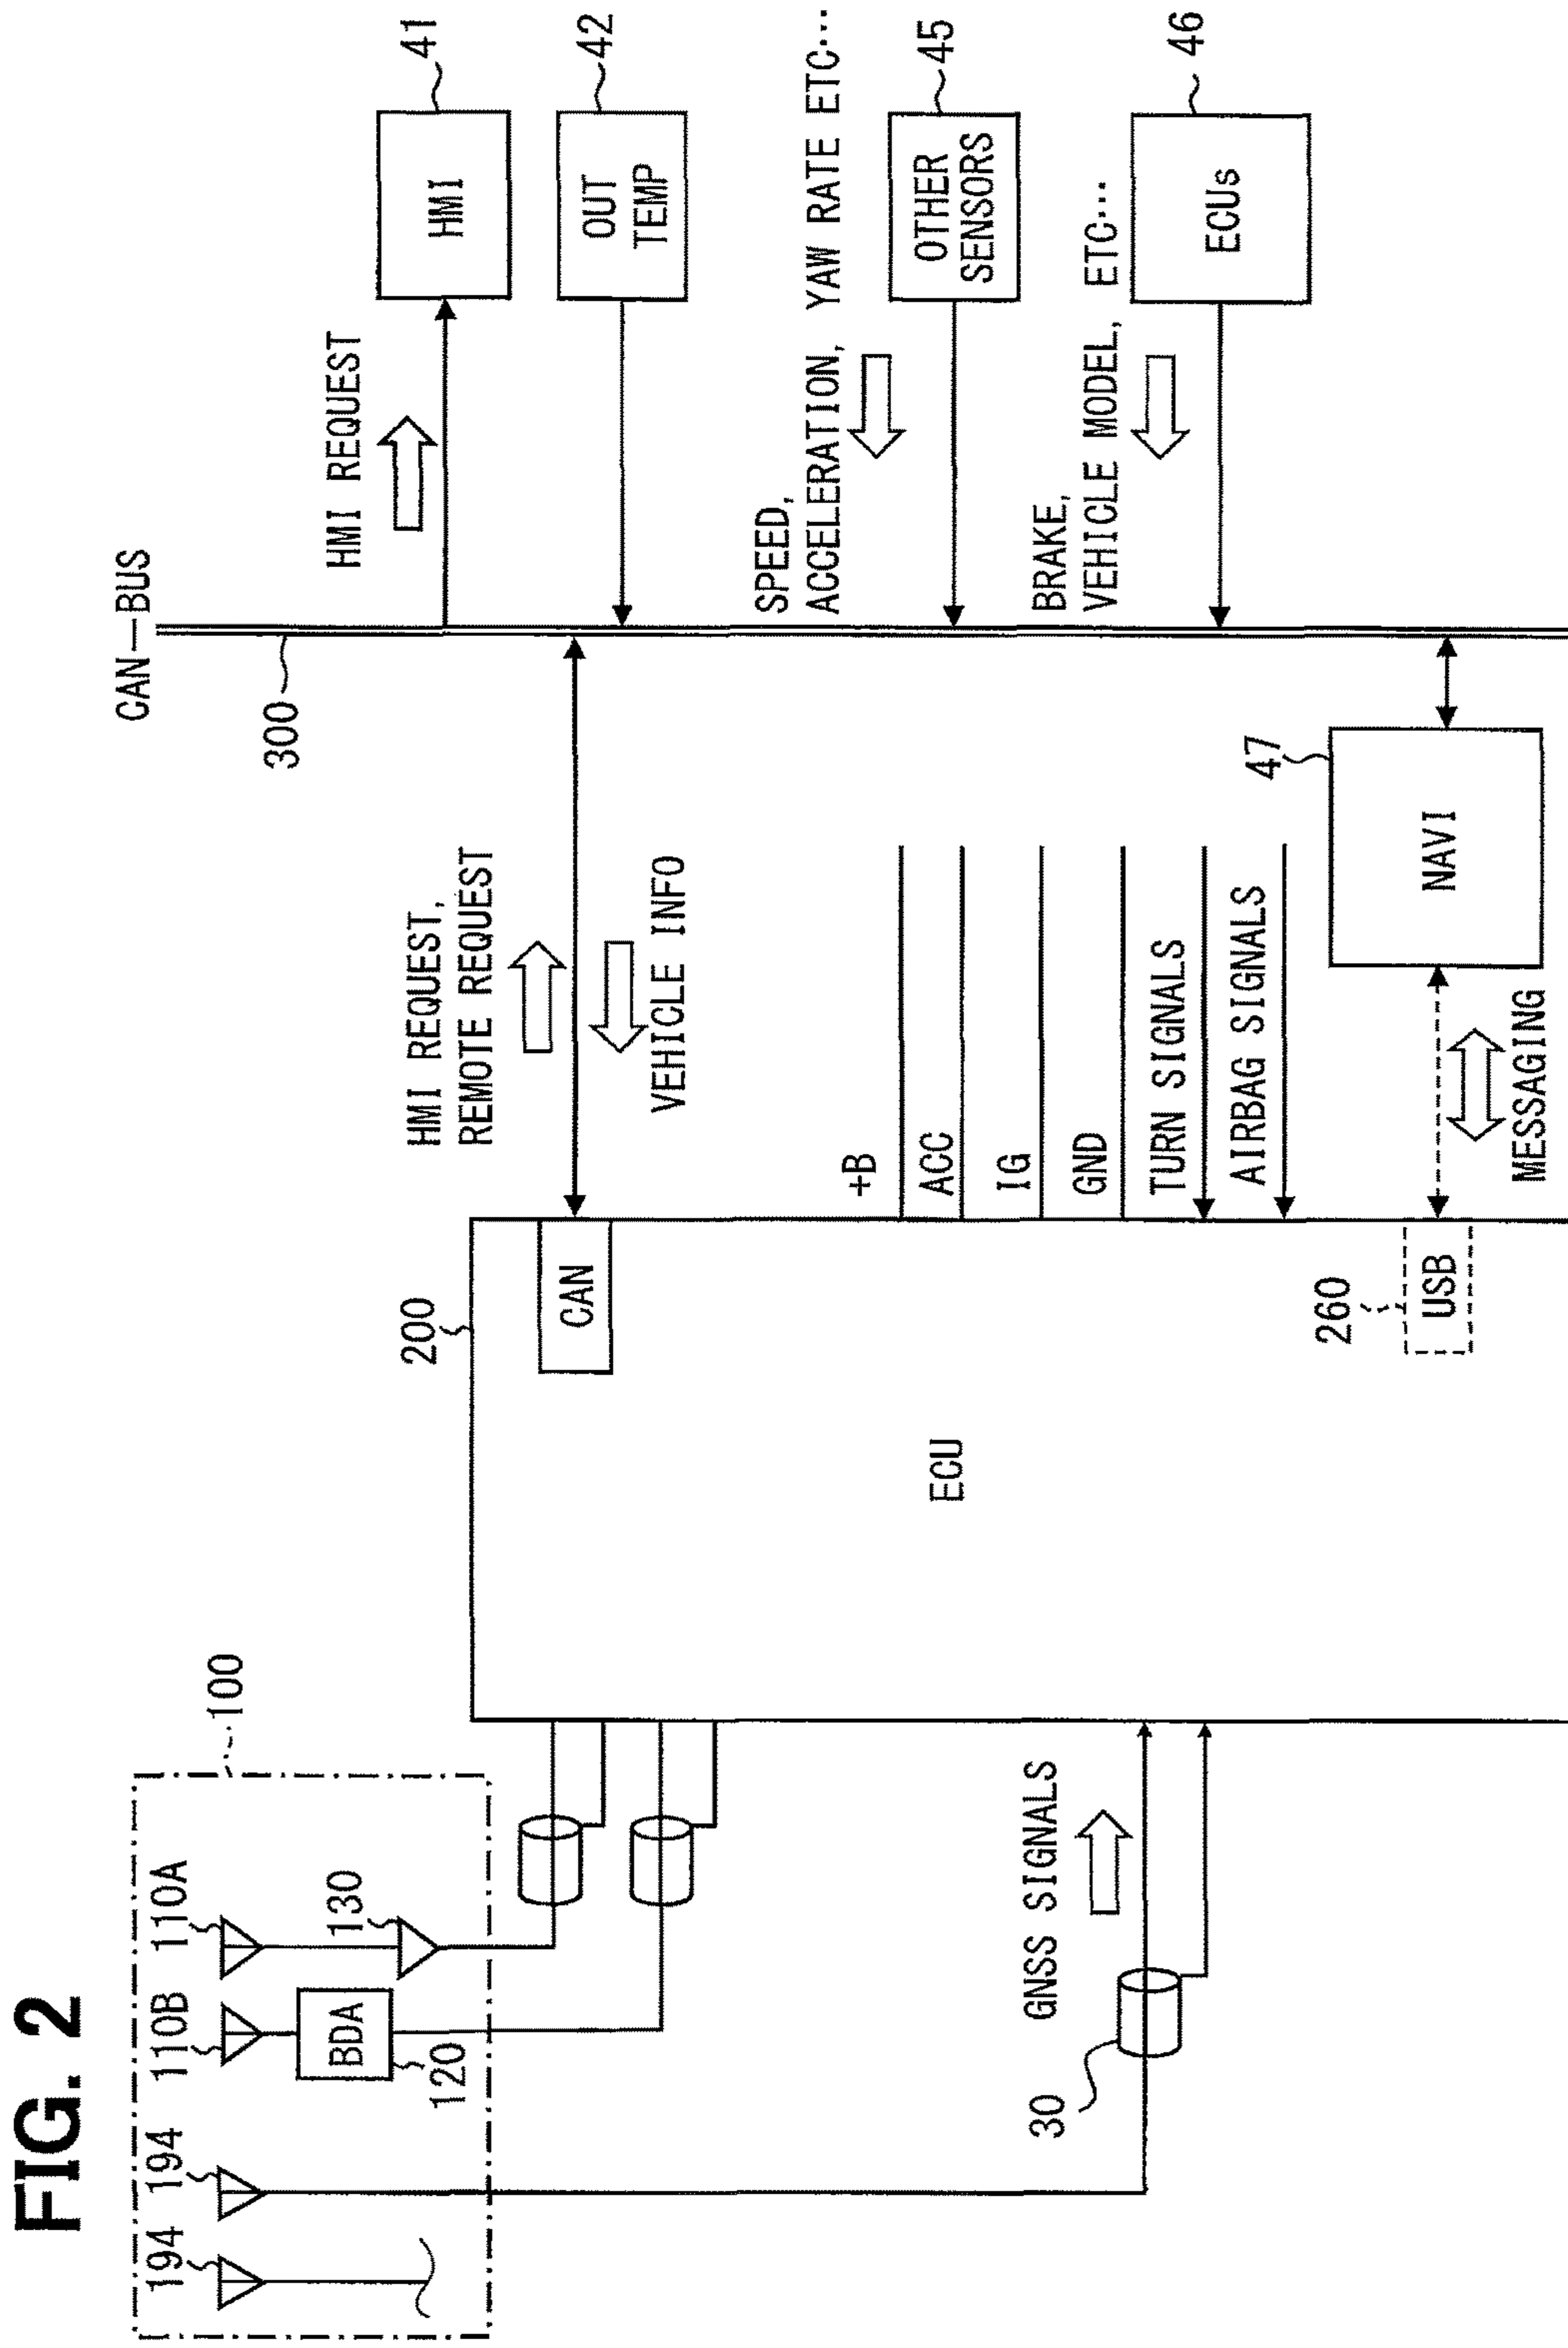 FIG. 2
194
194
110B
110A
100
BDA
120
130
30
GNSS SIGNALS
200
ECU
CAN
260
USB
HMI REQUEST,
REMOTE REQUEST
VEHICLE INFO
+B
ACC
IG
GND
TURN SIGNALS
AIRBAG SIGNALS
MESSAGING
47
NAVI
CAN—BUS
300
HMI REQUEST
HMI
41
OUT
TEMP
42
SPEED,
ACCELERATION, YAW RATE ETC···
OTHER
SENSORS
45
BRAKE,
VEHICLE MODEL, ETC···
ECUs
46